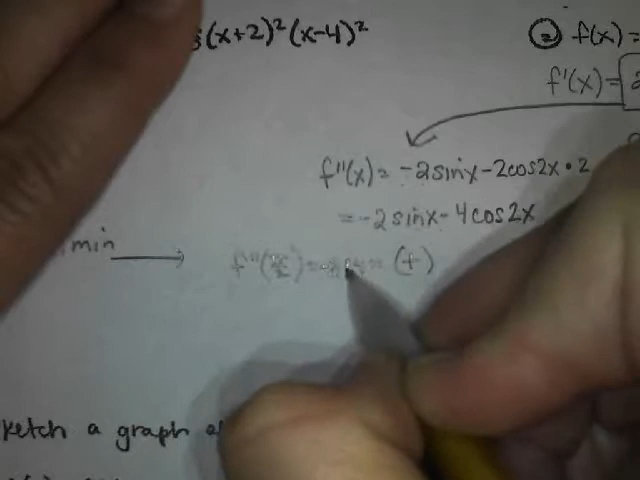 (x+2)²(x-4)²
② f(x)=
f'(x)=
f"(x)= -2sinx-2cos2x•2
= -2sinx-4cos2x
min
f"( )= = (+)
ketch a graph